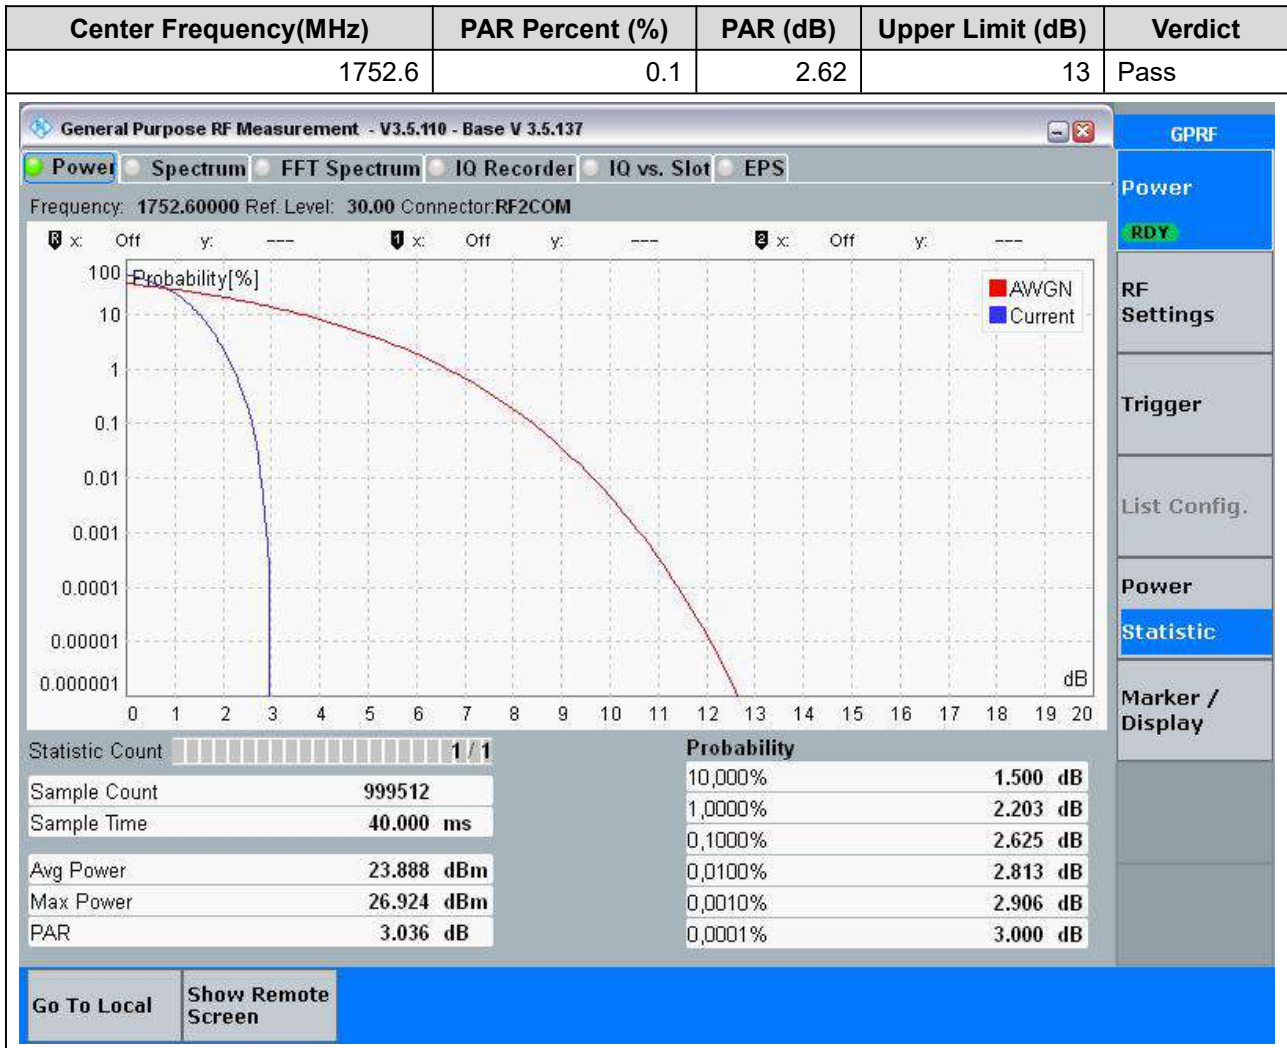 Center Frequency(MHz) PAR Percent (%) PAR (dB) Upper Limit (dB) Verdict
1752.6 0.1 2.62 13 Pass
General Purpose RF Measurement - V3.5.110 - Base V 3.5.137
GPRF
Power Spectrum FFT Spectrum IQ Recorder IQ vs. Slot EPS
Frequency: 1752.60000 Ref. Level: 30.00 Connector:RF2COM
R x: Off y: --- 1 x: Off y: --- 2 x: Off y: ---
Probability[%]
AWGN
Current
100
10
1
0.1
0.01
0.001
0.0001
0.00001
0.000001
dB
0 1 2 3 4 5 6 7 8 9 10 11 12 13 14 15 16 17 18 19 20
Statistic Count 1 / 1
Sample Count 999512
Sample Time 40.000 ms
Avg Power 23.888 dBm
Max Power 26.924 dBm
PAR 3.036 dB
Probability
10,000% 1.500 dB
1,0000% 2.203 dB
0,1000% 2.625 dB
0,0100% 2.813 dB
0,0010% 2.906 dB
0,0001% 3.000 dB
Power
RDY
RF
Settings
Trigger
List Config.
Power
Statistic
Marker /
Display
Go To Local
Show Remote
Screen